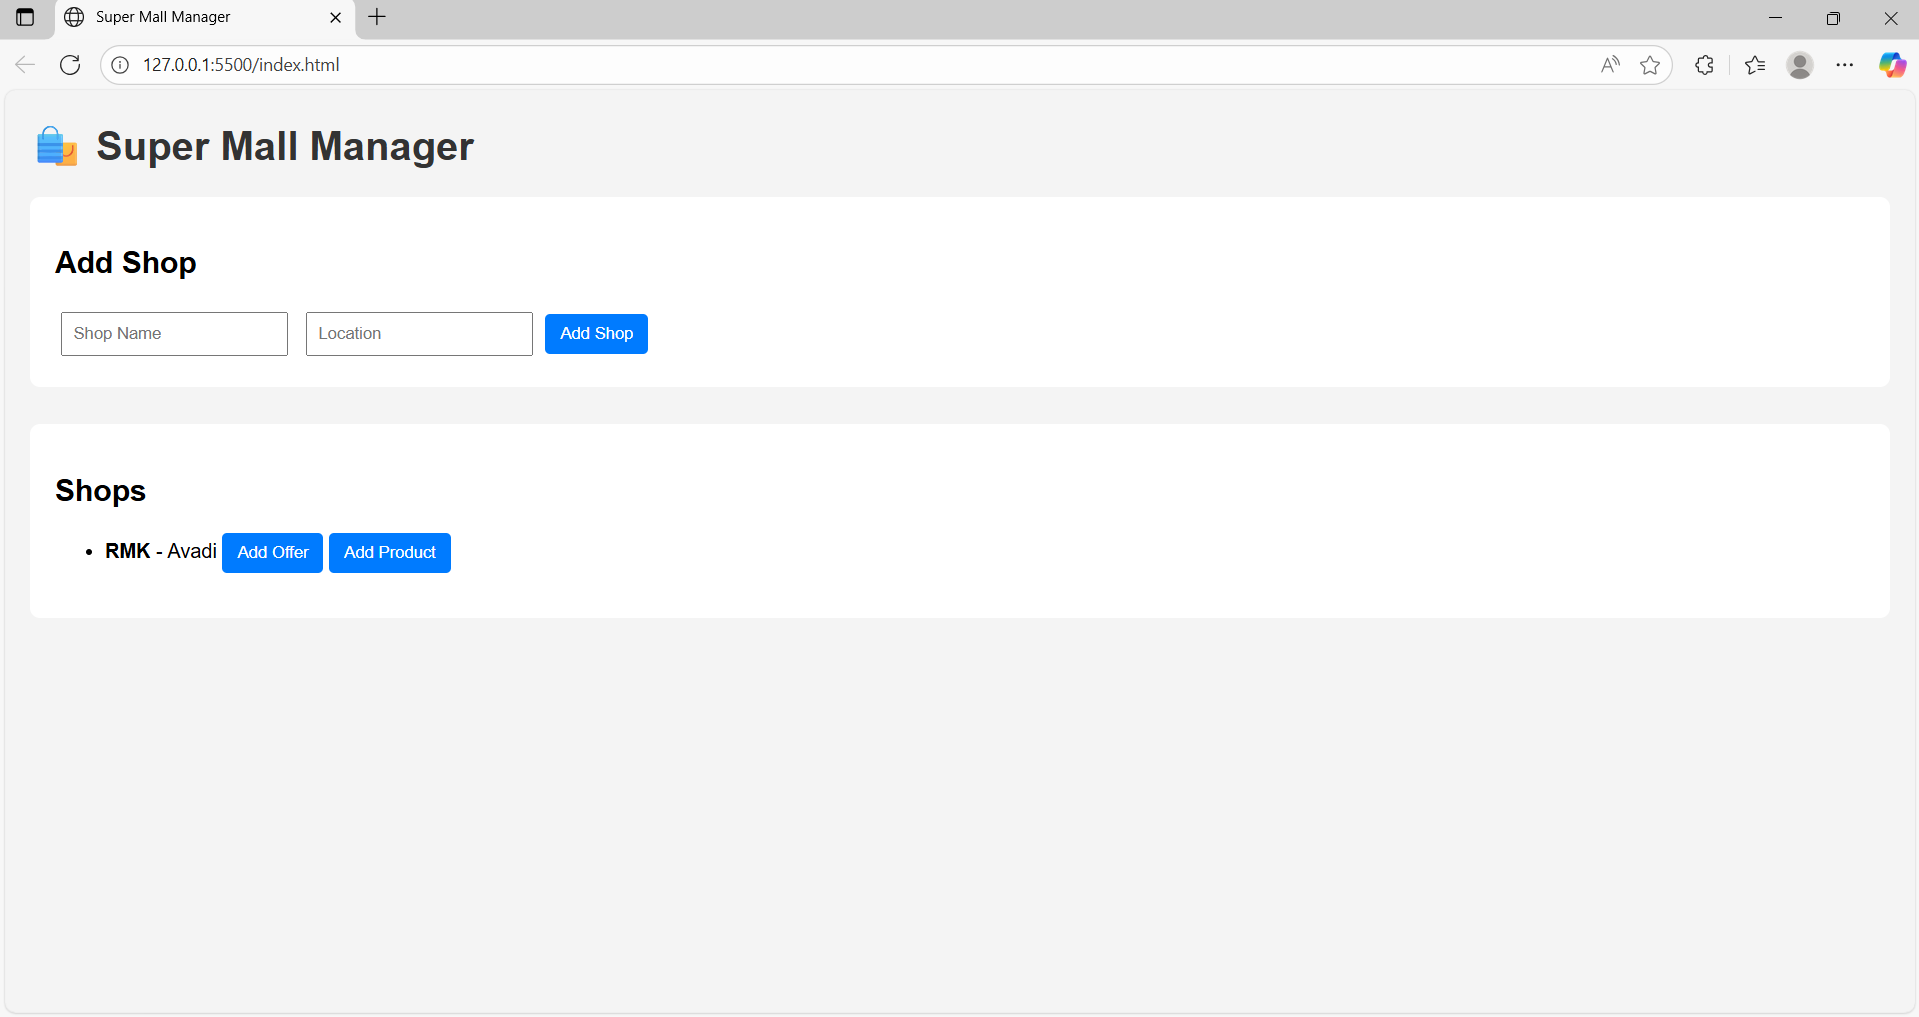 Super Mall Manager
127.0.0.1:5500/index.html
Super Mall Manager
Add Shop
Shop Name Location Add Shop
Shops
RMK - Avadi Add Offer Add Product